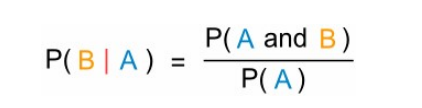 P( B | A ) = P( A and B ) / P( A )